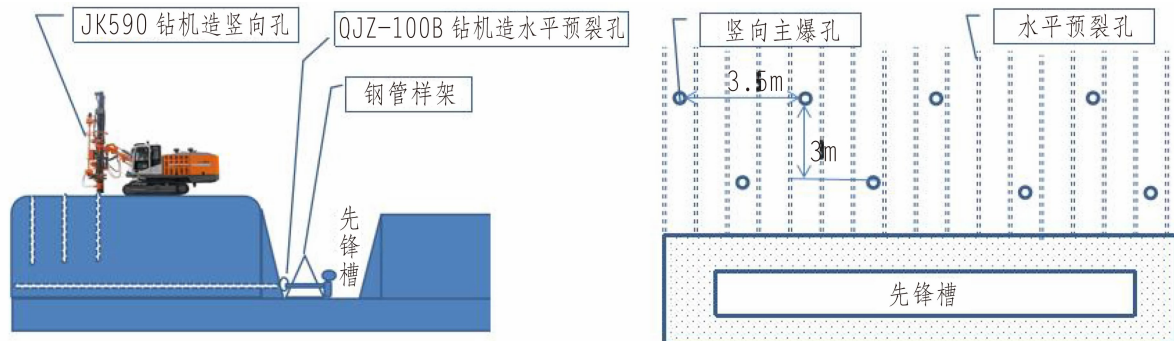 JK590 钻机造竖向孔
QJZ-100B 钻机造水平预裂孔
钢管样架
先锋槽
竖向主爆孔
水平预裂孔
3.5m
3m
先锋槽